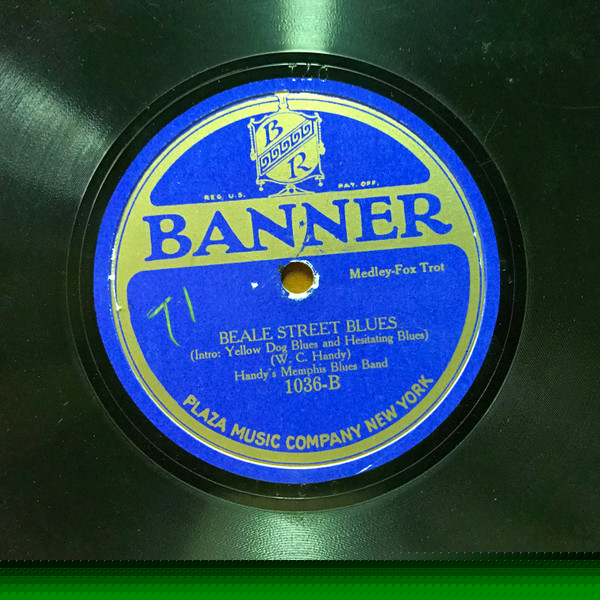 B
R
REG. U.S. PAT. OFF.
BANNER
Medley-Fox Trot
71
BEALE STREET BLUES
(Intro: Yellow Dog Blues and Hesitating Blues)
(W. C. Handy)
Handy's Memphis Blues Band
1036-B
PLAZA MUSIC COMPANY NEW YORK